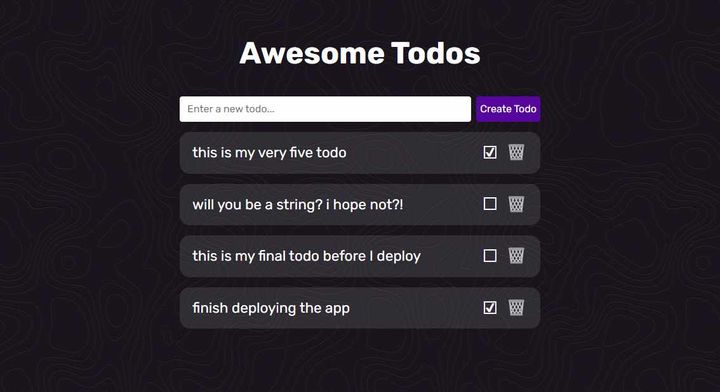 Awesome Todos
Enter a new todo...
Create Todo
this is my very five todo
will you be a string? i hope not?!
this is my final todo before I deploy
finish deploying the app